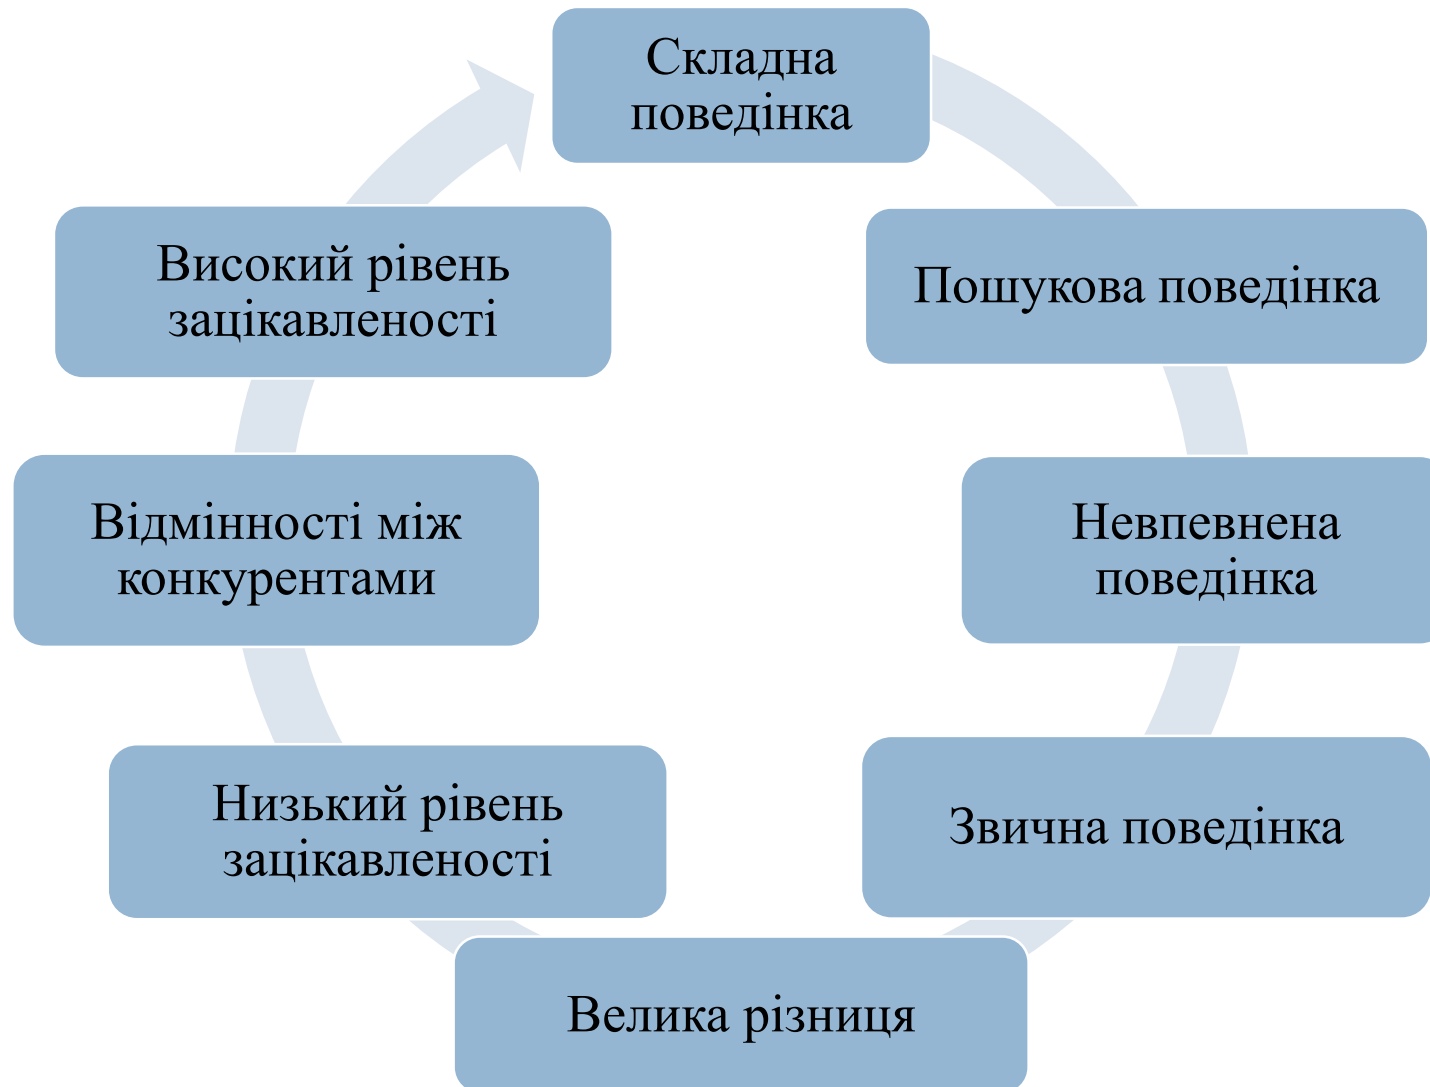 Складна
поведінка
Пошукова поведінка
Невпевнена
поведінка
Звична поведінка
Велика різниця
Низький рівень
зацікавленості
Відмінності між
конкурентами
Високий рівень
зацікавленості